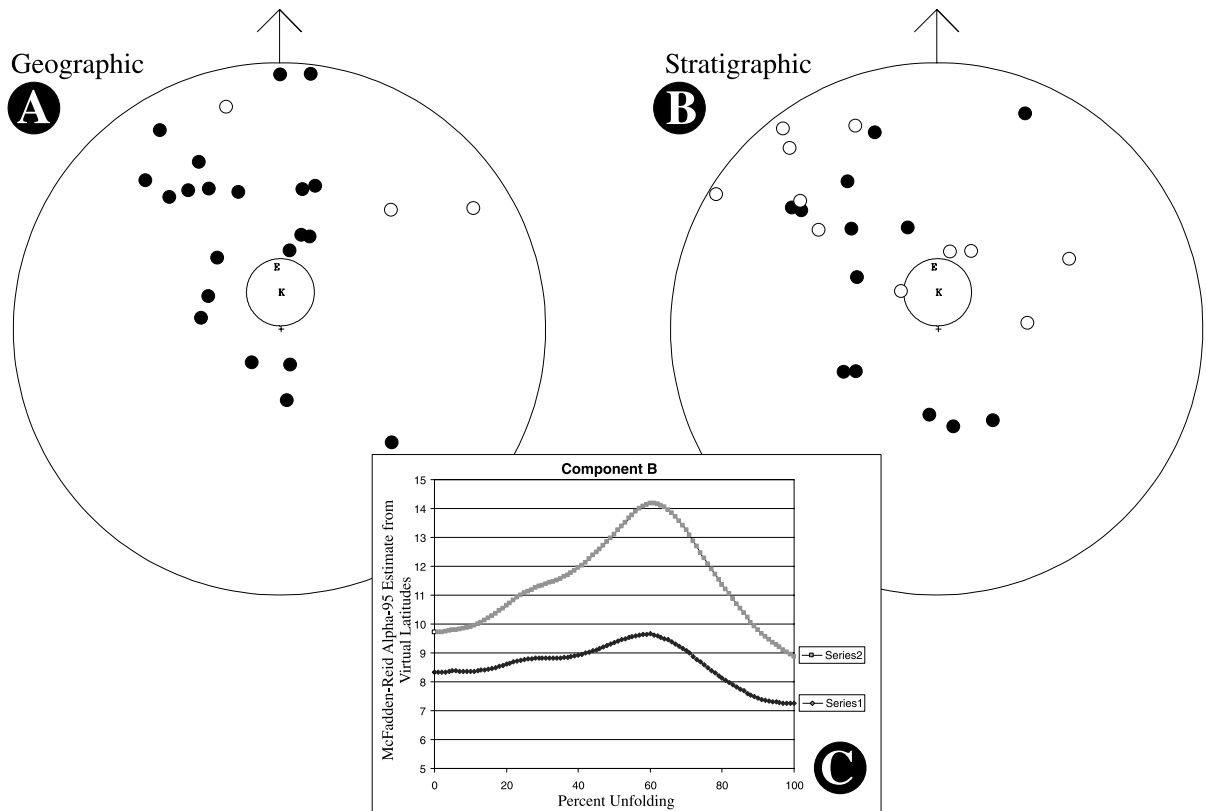 Geographic
A
E
K
Stratigraphic
B
E
K
Component B
McFadden-Reid Alpha-95 Estimate from
Virtual Latitudes
15
14
13
12
11
10
9
8
7
6
5
0 20 40 60 80 100
Percent Unfolding
Series2
Series1
C